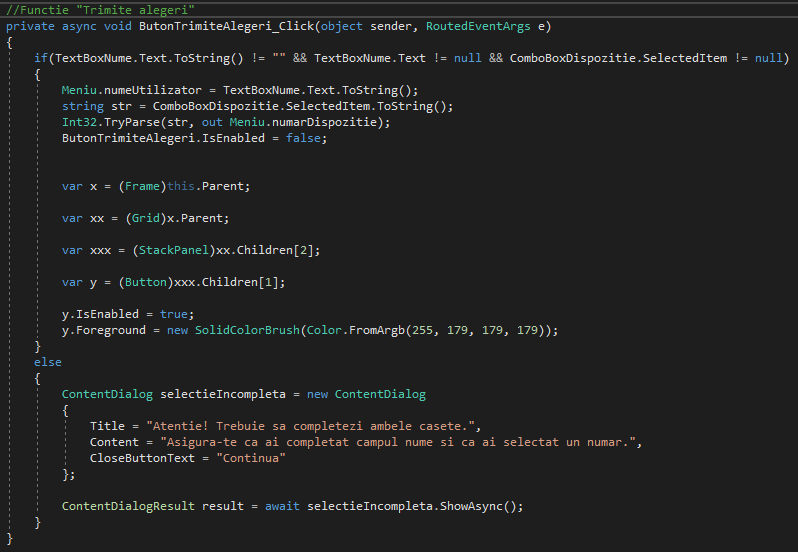 //Functie "Trimite alegeri"
private async void ButonTrimiteAlegeri_Click(object sender, RoutedEventArgs e)
{
    if(TextBoxNume.Text.ToString() != "" && TextBoxNume.Text != null && ComboBoxDispozitie.SelectedItem != null)
    {
        Meniu.numeUtilizator = TextBoxNume.Text.ToString();
        string str = ComboBoxDispozitie.SelectedItem.ToString();
        Int32.TryParse(str, out Meniu.numarDispozitie);
        ButonTrimiteAlegeri.IsEnabled = false;
        var x = (Frame)this.Parent;
        var xx = (Grid)x.Parent;
        var xxx = (StackPanel)xx.Children[2];
        var y = (Button)xxx.Children[1];
        y.IsEnabled = true;
        y.Foreground = new SolidColorBrush(Color.FromArgb(255, 179, 179, 179));
    }
    else
    {
        ContentDialog selectieIncompleta = new ContentDialog
        {
            Title = "Atentie! Trebuie sa completezi ambele casete.",
            Content = "Asigura-te ca ai completat campul nume si ca ai selectat un numar.",
            CloseButtonText = "Continua"
        };
        ContentDialogResult result = await selectieIncompleta.ShowAsync();
    }
}